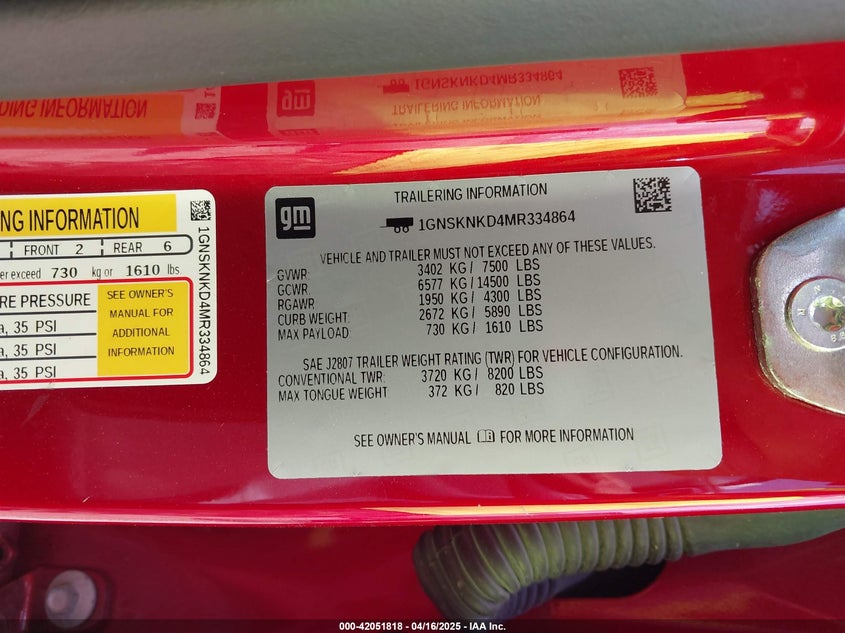 TRAILERING INFORMATION
gm
1GNSKNKD4MR334864
VEHICLE AND TRAILER MUST NOT EXCEED ANY OF THESE VALUES.
GVWR: 3402 KG / 7500 LBS
GCWR: 6577 KG / 14500 LBS
RGAWR: 1950 KG / 4300 LBS
CURB WEIGHT: 2672 KG / 5890 LBS
MAX PAYLOAD: 730 KG / 1610 LBS
SAE J2807 TRAILER WEIGHT RATING (TWR) FOR VEHICLE CONFIGURATION.
CONVENTIONAL TWR: 3720 KG / 8200 LBS
MAX TONGUE WEIGHT 372 KG / 820 LBS
SEE OWNER'S MANUAL FOR MORE INFORMATION
INFORMATION
FRONT 2 REAR 6
exceed 730 kg or 1610 lbs
PRESSURE
SEE OWNER'S
MANUAL FOR
ADDITIONAL
INFORMATION
35 PSI
35 PSI
35 PSI
1GNSKNKD4MR334864
000-42051818 - 04/16/2025 - IAA Inc.